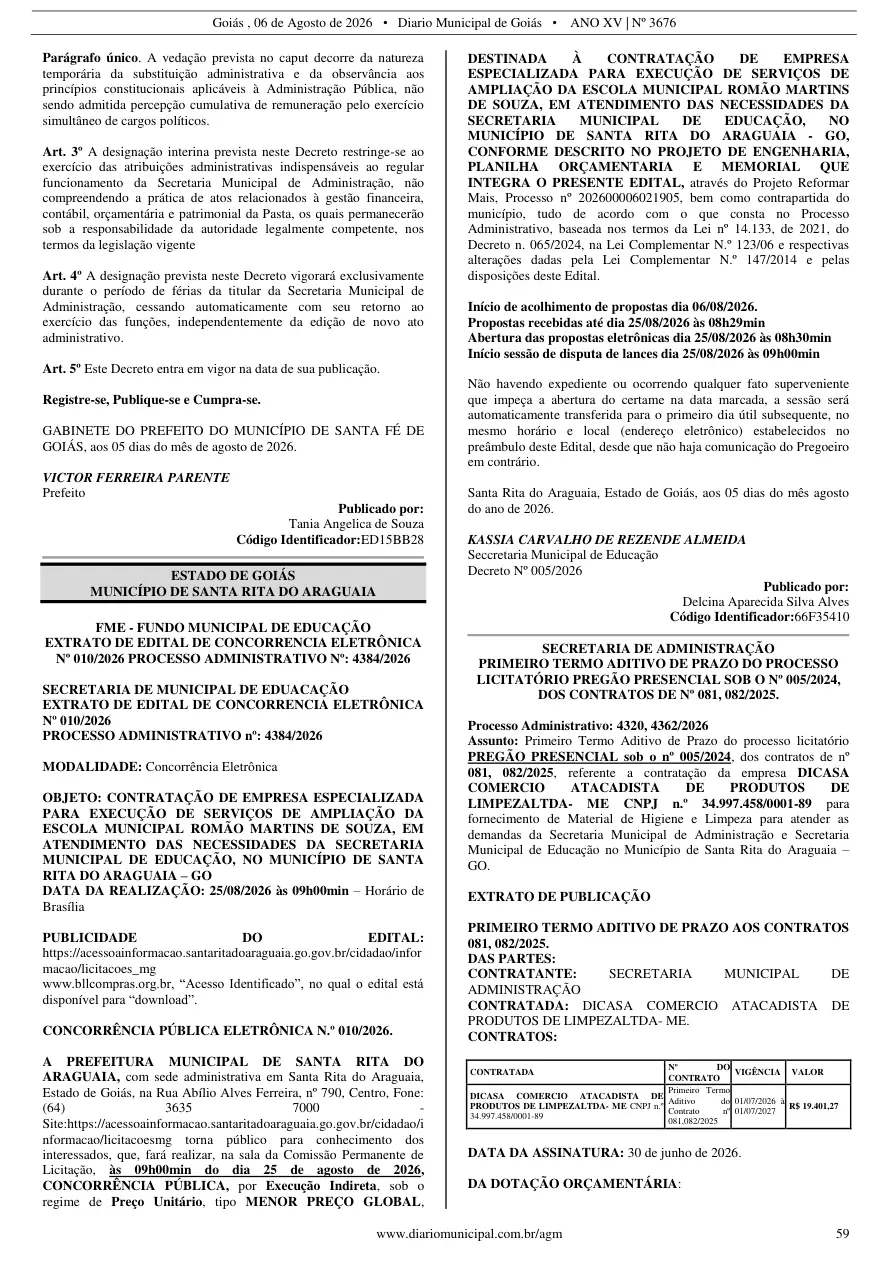 Goiás , 06 de Agosto de 2026 • Diario Municipal de Goiás • ANO XV | Nº 3676
Parágrafo único. A vedação prevista no caput decorre da natureza
temporária da substituição administrativa e da observância aos
princípios constitucionais aplicáveis à Administração Pública, não
sendo admitida percepção cumulativa de remuneração pelo exercício
simultâneo de cargos políticos.
Art. 3º A designação interina prevista neste Decreto restringe-se ao
exercício das atribuições administrativas indispensáveis ao regular
funcionamento da Secretaria Municipal de Administração, não
compreendendo a prática de atos relacionados à gestão financeira,
contábil, orçamentária e patrimonial da Pasta, os quais permanecerão
sob a responsabilidade da autoridade legalmente competente, nos
termos da legislação vigente
Art. 4º A designação prevista neste Decreto vigorará exclusivamente
durante o período de férias da titular da Secretaria Municipal de
Administração, cessando automaticamente com seu retorno ao
exercício das funções, independentemente da edição de novo ato
administrativo.
Art. 5º Este Decreto entra em vigor na data de sua publicação.
Registre-se, Publique-se e Cumpra-se.
GABINETE DO PREFEITO DO MUNICÍPIO DE SANTA FÉ DE
GOIÁS, aos 05 dias do mês de agosto de 2026.
VICTOR FERREIRA PARENTE
Prefeito
Publicado por:
Tania Angelica de Souza
Código Identificador:ED15BB28
ESTADO DE GOIÁS
MUNICÍPIO DE SANTA RITA DO ARAGUAIA
FME - FUNDO MUNICIPAL DE EDUCAÇÃO
EXTRATO DE EDITAL DE CONCORRENCIA ELETRÔNICA
Nº 010/2026 PROCESSO ADMINISTRATIVO Nº: 4384/2026
SECRETARIA DE MUNICIPAL DE EDUACAÇÃO
EXTRATO DE EDITAL DE CONCORRENCIA ELETRÔNICA
Nº 010/2026
PROCESSO ADMINISTRATIVO nº: 4384/2026
MODALIDADE: Concorrência Eletrônica
OBJETO: CONTRATAÇÃO DE EMPRESA ESPECIALIZADA
PARA EXECUÇÃO DE SERVIÇOS DE AMPLIAÇÃO DA
ESCOLA MUNICIPAL ROMÃO MARTINS DE SOUZA, EM
ATENDIMENTO DAS NECESSIDADES DA SECRETARIA
MUNICIPAL DE EDUCAÇÃO, NO MUNICÍPIO DE SANTA
RITA DO ARAGUAIA – GO
DATA DA REALIZAÇÃO: 25/08/2026 às 09h00min – Horário de
Brasília
PUBLICIDADE DO EDITAL:
https://acessoainformacao.santaritadoaraguaia.go.gov.br/cidadao/infor
macao/licitacoes_mg
www.bllcompras.org.br, “Acesso Identificado”, no qual o edital está
disponível para “download”.
CONCORRÊNCIA PÚBLICA ELETRÔNICA N.º 010/2026.
A PREFEITURA MUNICIPAL DE SANTA RITA DO
ARAGUAIA, com sede administrativa em Santa Rita do Araguaia,
Estado de Goiás, na Rua Abílio Alves Ferreira, nº 790, Centro, Fone:
(64) 3635 7000 -
Site:https://acessoainformacao.santaritadoaraguaia.go.gov.br/cidadao/i
nformacao/licitacoesmg torna público para conhecimento dos
interessados, que, fará realizar, na sala da Comissão Permanente de
Licitação, às 09h00min do dia 25 de agosto de 2026,
CONCORRÊNCIA PÚBLICA, por Execução Indireta, sob o
regime de Preço Unitário, tipo MENOR PREÇO GLOBAL,
DESTINADA À CONTRATAÇÃO DE EMPRESA
ESPECIALIZADA PARA EXECUÇÃO DE SERVIÇOS DE
AMPLIAÇÃO DA ESCOLA MUNICIPAL ROMÃO MARTINS
DE SOUZA, EM ATENDIMENTO DAS NECESSIDADES DA
SECRETARIA MUNICIPAL DE EDUCAÇÃO, NO
MUNICÍPIO DE SANTA RITA DO ARAGUAIA - GO,
CONFORME DESCRITO NO PROJETO DE ENGENHARIA,
PLANILHA ORÇAMENTARIA E MEMORIAL QUE
INTEGRA O PRESENTE EDITAL, através do Projeto Reformar
Mais, Processo nº 202600006021905, bem como contrapartida do
município, tudo de acordo com o que consta no Processo
Administrativo, baseada nos termos da Lei nº 14.133, de 2021, do
Decreto n. 065/2024, na Lei Complementar N.º 123/06 e respectivas
alterações dadas pela Lei Complementar N.º 147/2014 e pelas
disposições deste Edital.
Início de acolhimento de propostas dia 06/08/2026.
Propostas recebidas até dia 25/08/2026 às 08h29min
Abertura das propostas eletrônicas dia 25/08/2026 às 08h30min
Início sessão de disputa de lances dia 25/08/2026 às 09h00min
Não havendo expediente ou ocorrendo qualquer fato superveniente
que impeça a abertura do certame na data marcada, a sessão será
automaticamente transferida para o primeiro dia útil subsequente, no
mesmo horário e local (endereço eletrônico) estabelecidos no
preâmbulo deste Edital, desde que não haja comunicação do Pregoeiro
em contrário.
Santa Rita do Araguaia, Estado de Goiás, aos 05 dias do mês agosto
do ano de 2026.
KASSIA CARVALHO DE REZENDE ALMEIDA
Seccretaria Municipal de Educação
Decreto Nº 005/2026
Publicado por:
Delcina Aparecida Silva Alves
Código Identificador:66F35410
SECRETARIA DE ADMINISTRAÇÃO
PRIMEIRO TERMO ADITIVO DE PRAZO DO PROCESSO
LICITATÓRIO PREGÃO PRESENCIAL SOB O Nº 005/2024,
DOS CONTRATOS DE Nº 081, 082/2025.
Processo Administrativo: 4320, 4362/2026
Assunto: Primeiro Termo Aditivo de Prazo do processo licitatório
PREGÃO PRESENCIAL sob o nº 005/2024, dos contratos de nº
081, 082/2025, referente a contratação da empresa DICASA
COMERCIO ATACADISTA DE PRODUTOS DE
LIMPEZALTDA- ME CNPJ n.º 34.997.458/0001-89 para
fornecimento de Material de Higiene e Limpeza para atender as
demandas da Secretaria Municipal de Administração e Secretaria
Municipal de Educação no Município de Santa Rita do Araguaia –
GO.
EXTRATO DE PUBLICAÇÃO
PRIMEIRO TERMO ADITIVO DE PRAZO AOS CONTRATOS
081, 082/2025.
DAS PARTES:
CONTRATANTE: SECRETARIA MUNICIPAL DE
ADMINISTRAÇÃO
CONTRATADA: DICASA COMERCIO ATACADISTA DE
PRODUTOS DE LIMPEZALTDA- ME.
CONTRATOS:
CONTRATADA
Nº DO
CONTRATO
VIGÊNCIA
VALOR
DICASA COMERCIO ATACADISTA DE
PRODUTOS DE LIMPEZALTDA- ME CNPJ n.º
34.997.458/0001-89
Primeiro Termo
Aditivo do
Contrato nº
081,082/2025
01/07/2026 à
01/07/2027
R$ 19.401,27
DATA DA ASSINATURA: 30 de junho de 2026.
DA DOTAÇÃO ORÇAMENTÁRIA:
www.diariomunicipal.com.br/agm
59